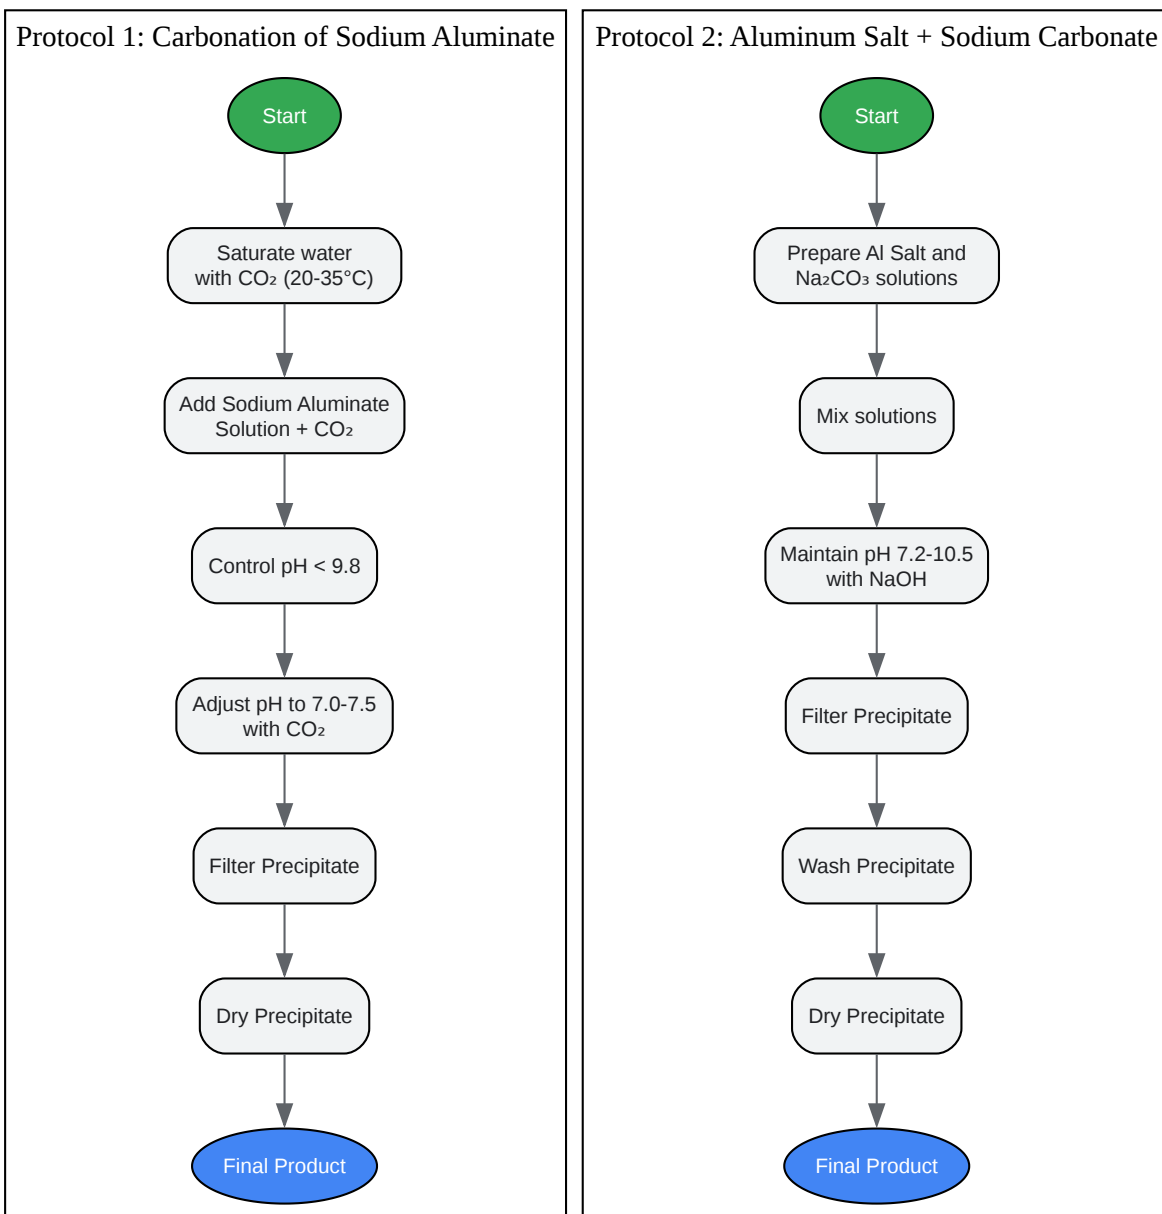 Protocol 1: Carbonation of Sodium Aluminate
Start
Saturate water
with CO₂ (20-35°C)
Add Sodium Aluminate
Solution + CO₂
Control pH < 9.8
Adjust pH to 7.0-7.5
with CO₂
Filter Precipitate
Dry Precipitate
Final Product
Protocol 2: Aluminum Salt + Sodium Carbonate
Start
Prepare Al Salt and
Na₂CO₃ solutions
Mix solutions
Maintain pH 7.2-10.5
with NaOH
Filter Precipitate
Wash Precipitate
Dry Precipitate
Final Product